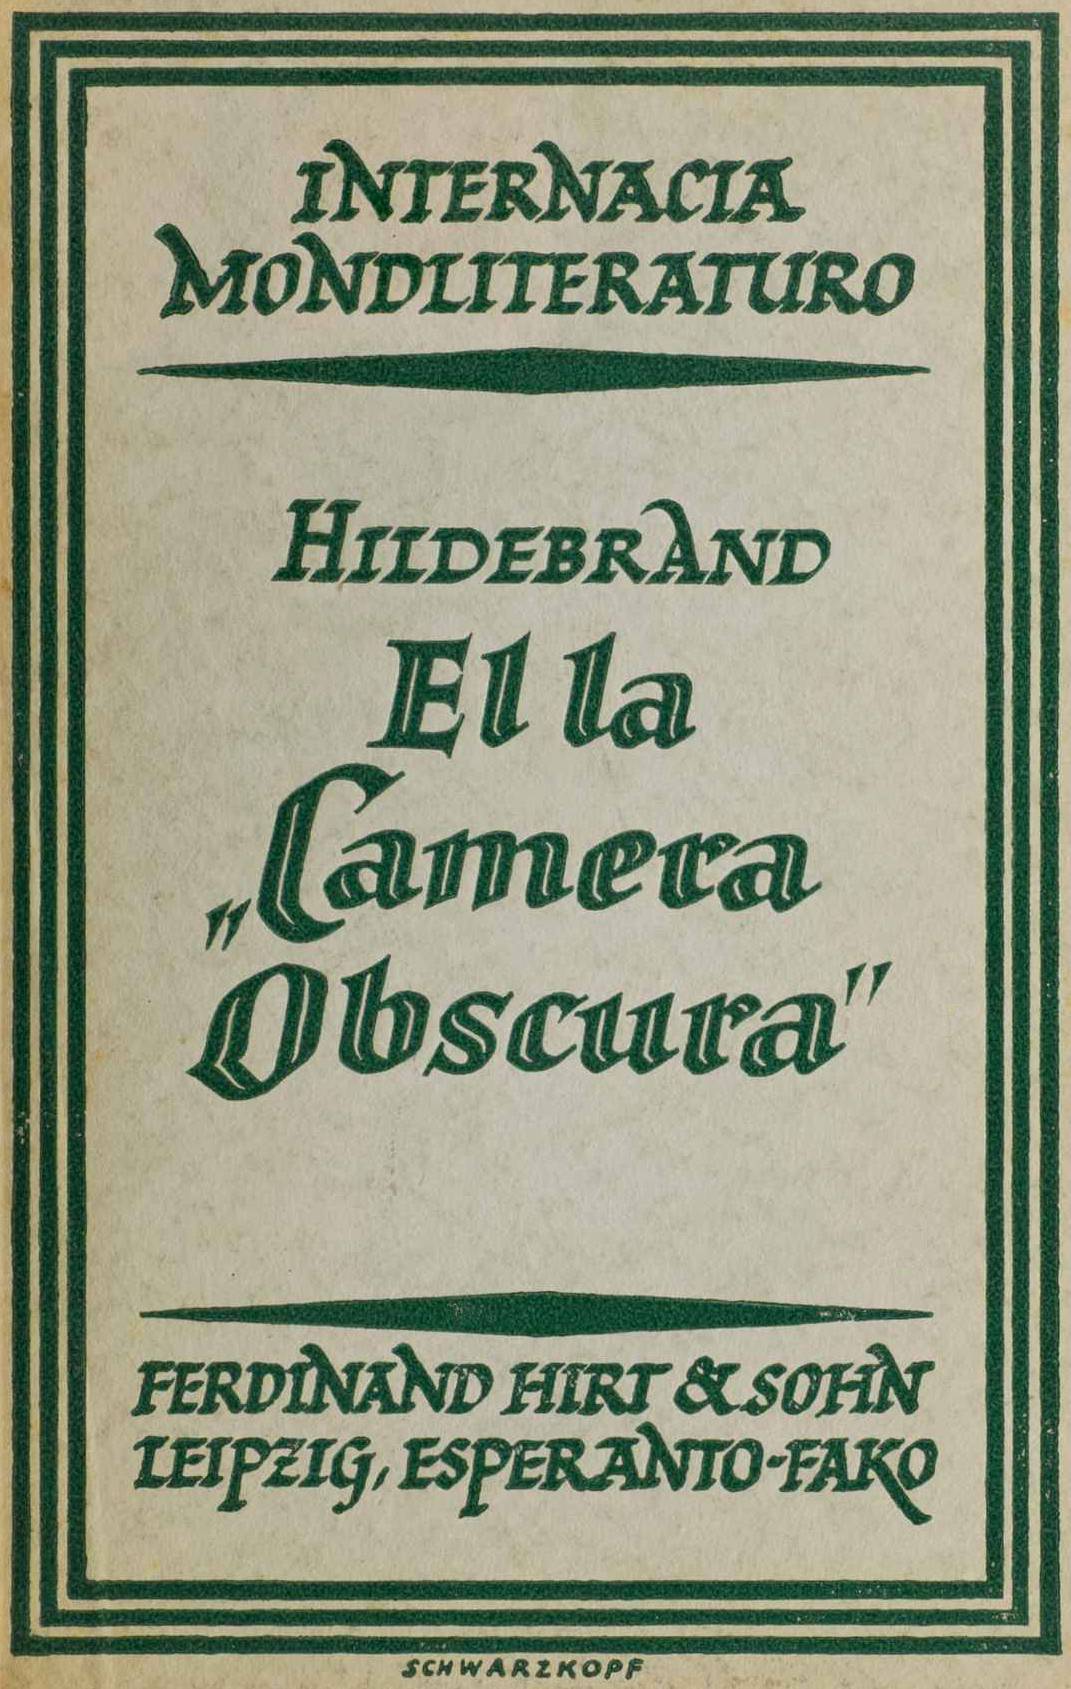 INTERNACIA
MONDLITERATURO
HILDEBRAND
El la
„Camera
Obscura"
FERDINAND HIRT & SOHN
LEIPZIG, ESPERANTO-FAKO
SCHWARZKOPF